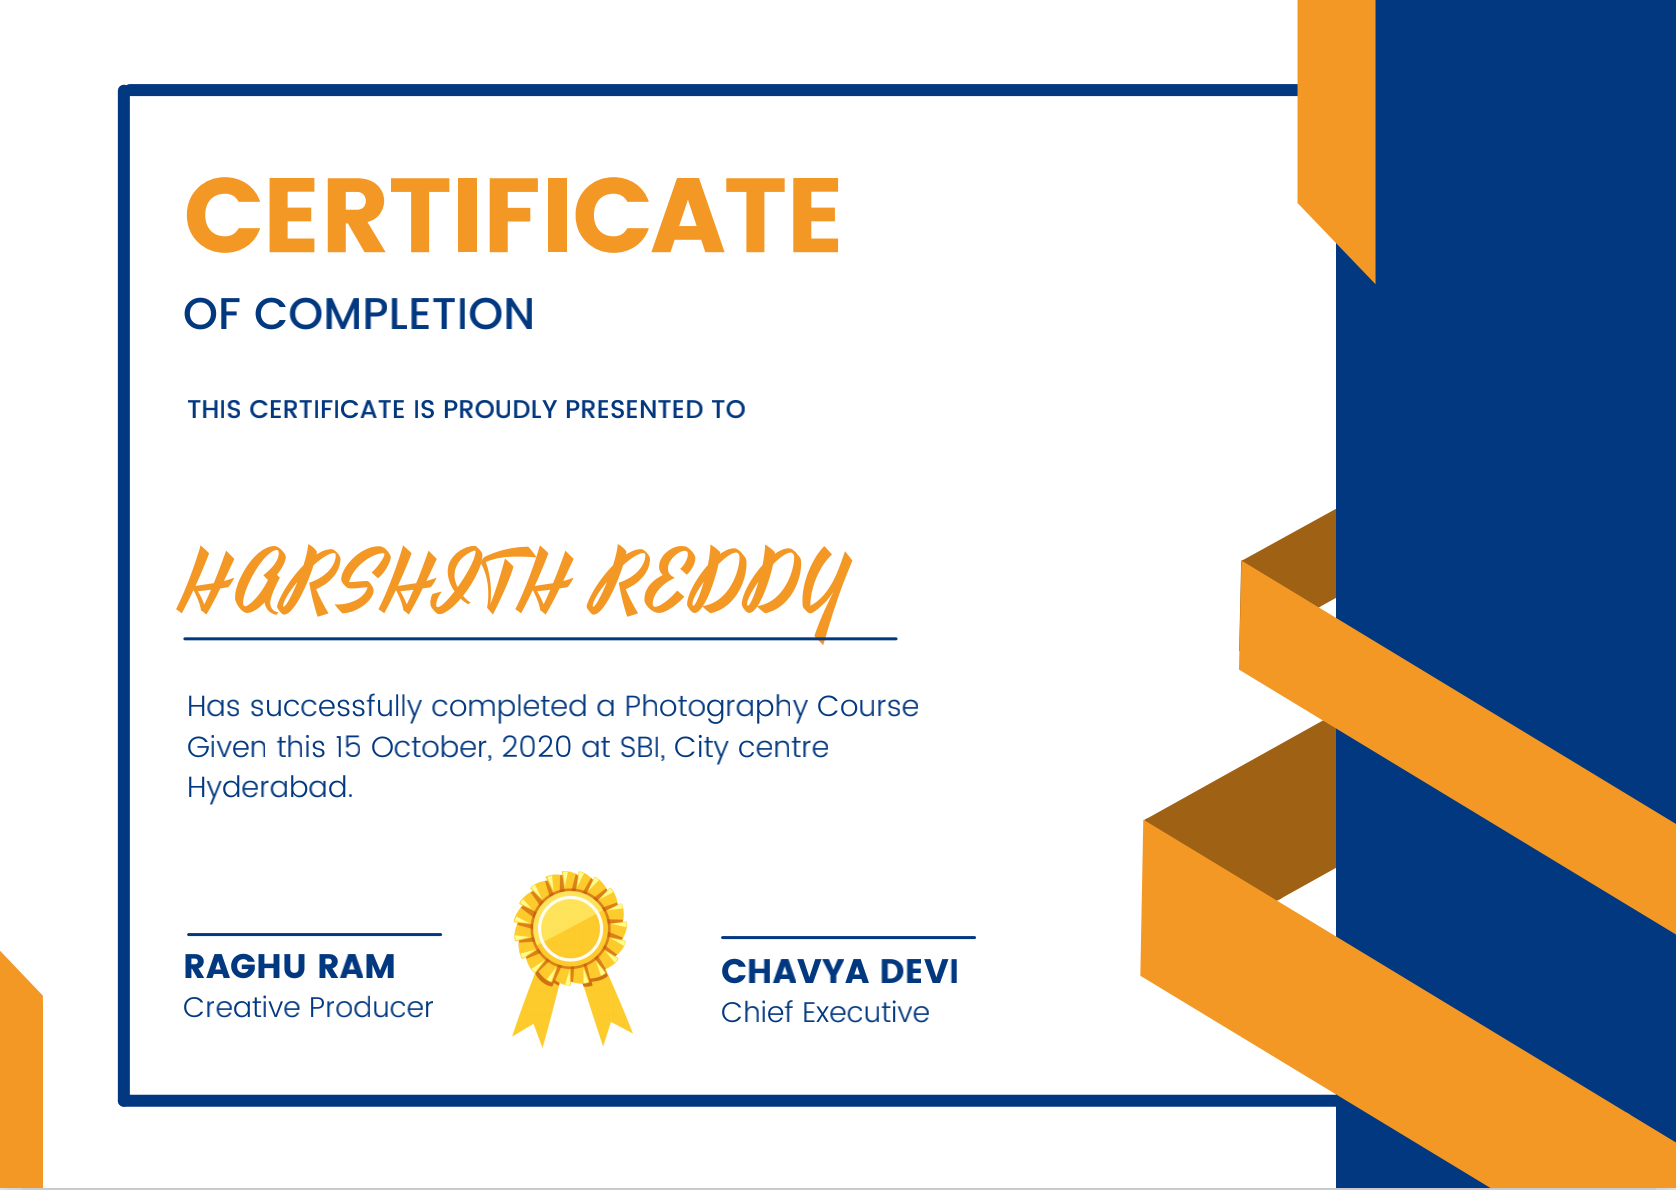 CERTIFICATE
OF COMPLETION
THIS CERTIFICATE IS PROUDLY PRESENTED TO
HARSHITH REDDY
Has successfully completed a Photography Course
Given this 15 October, 2020 at SBI, City centre
Hyderabad.
RAGHU RAM
Creative Producer
CHAVYA DEVI
Chief Executive